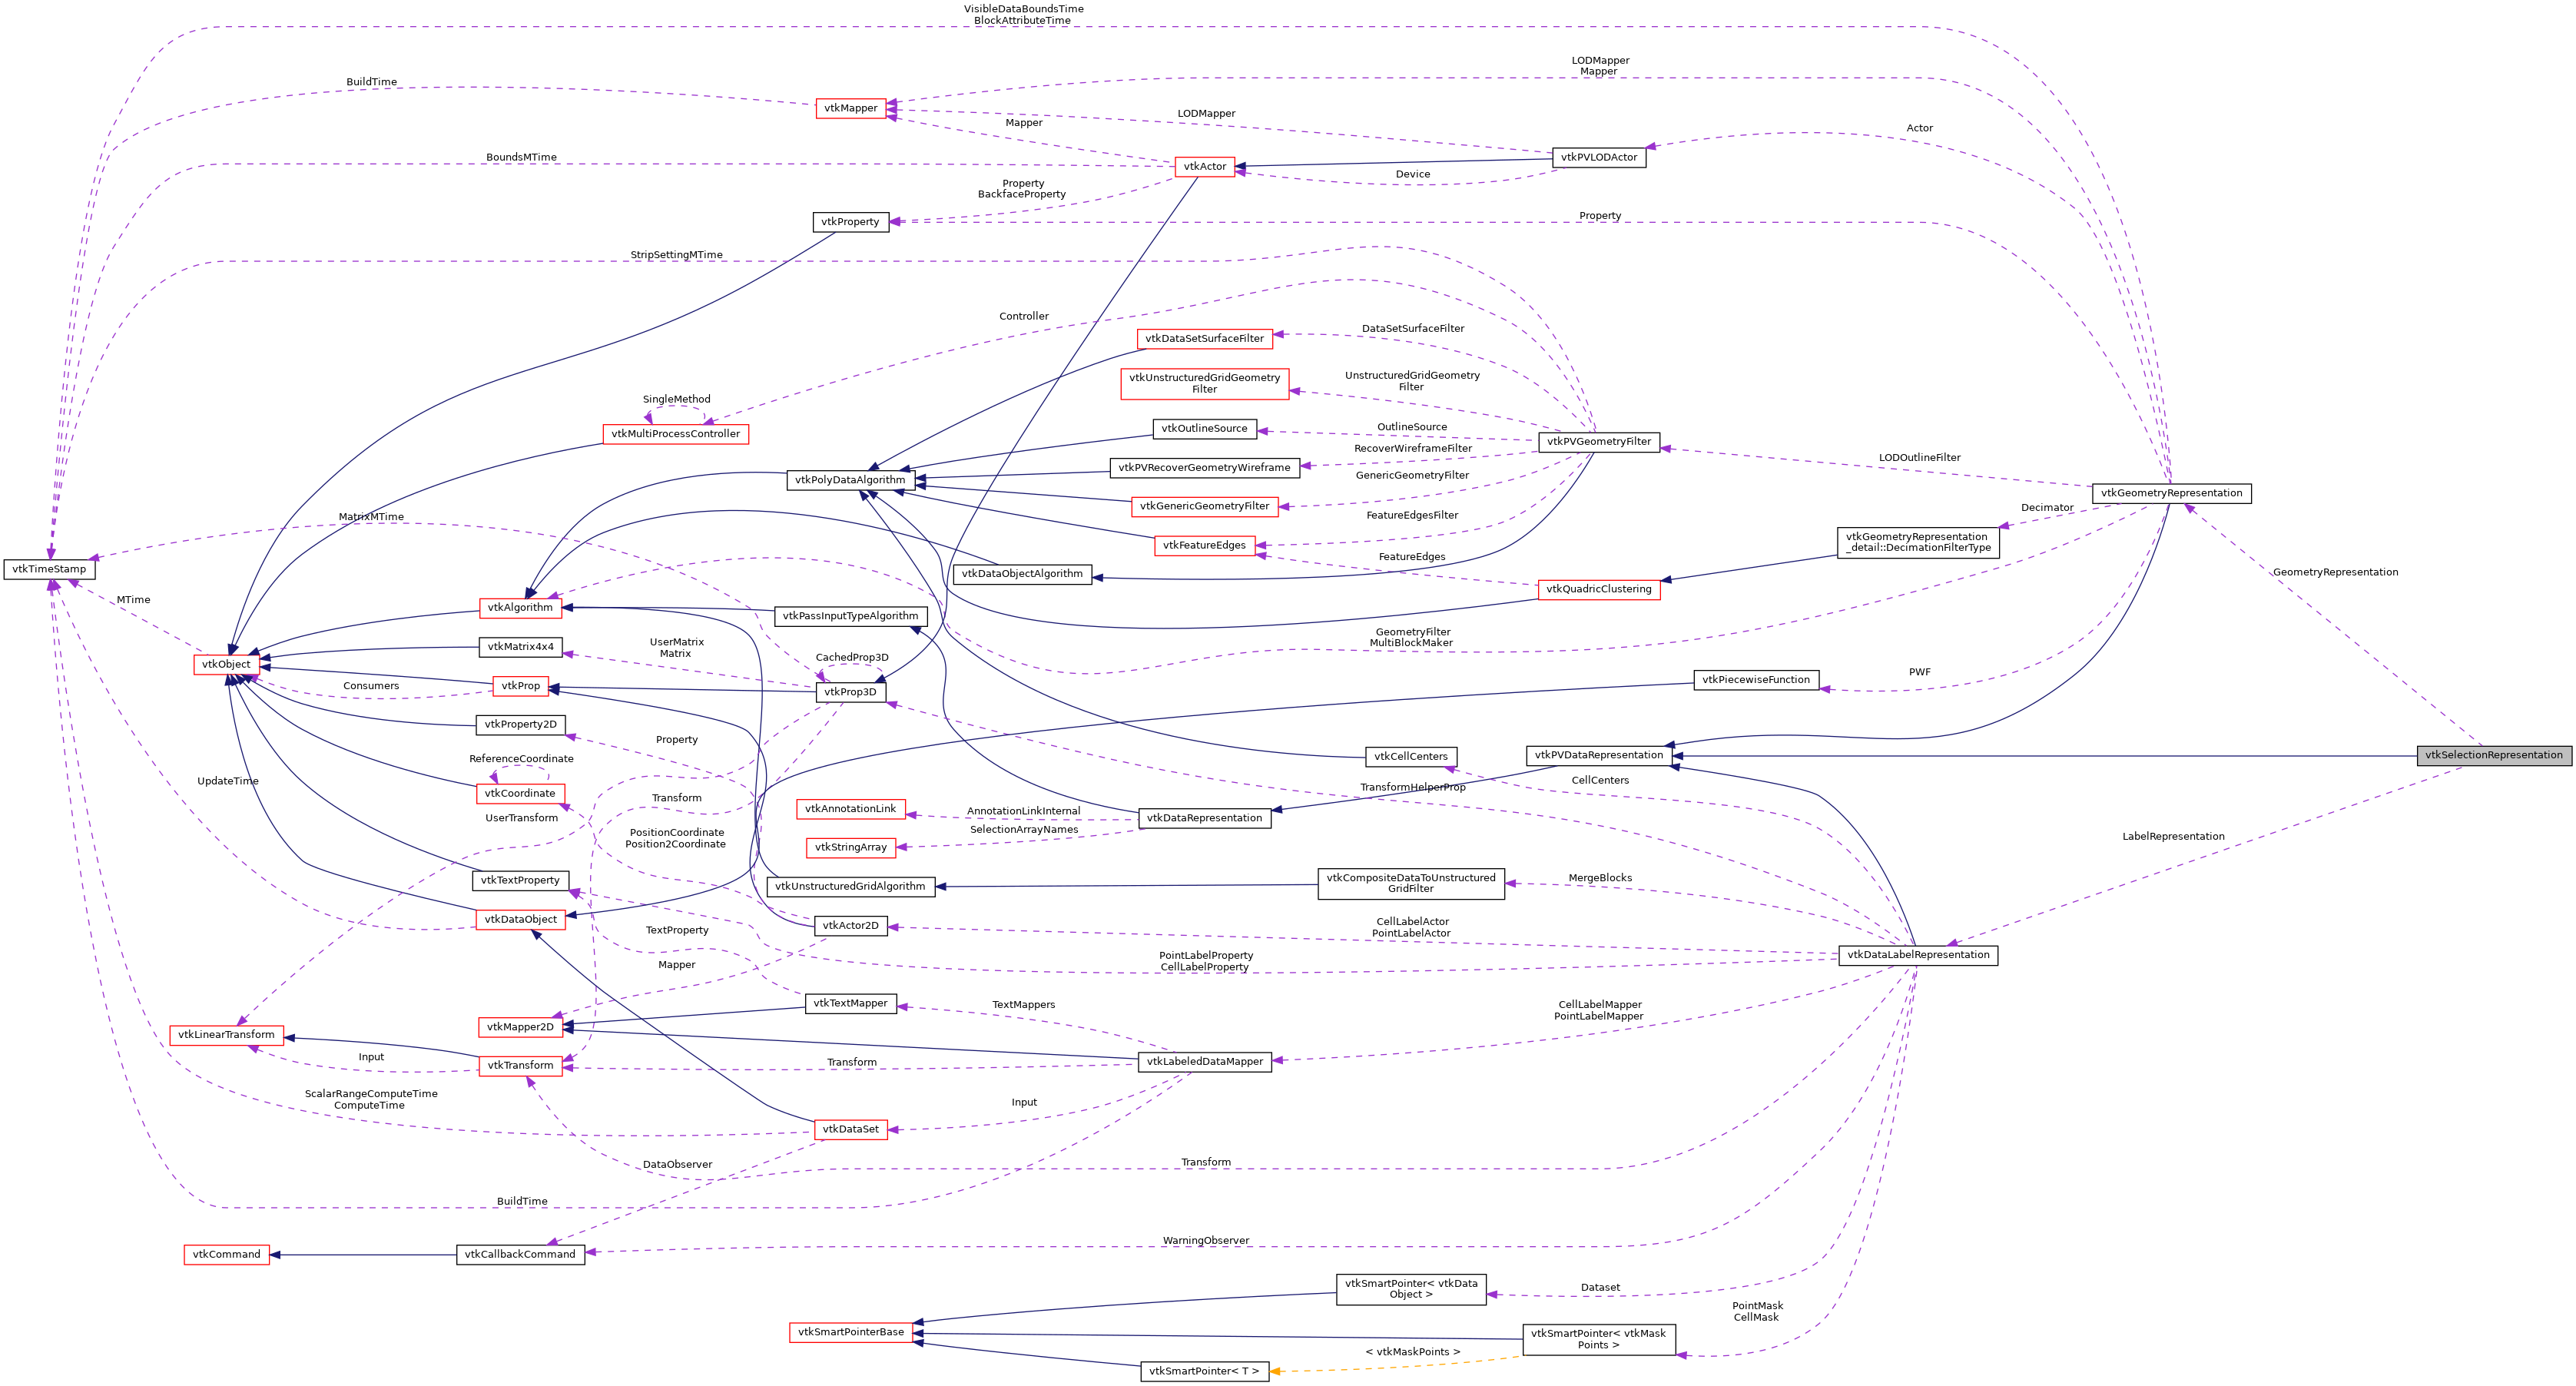 VisibleDataBoundsTime
BlockAttributeTime
LODMapper
Mapper
BuildTime
vtkMapper
LODMapper
Mapper
Actor
BoundsMTime
vtkActor
vtkPVLODActor
Device
Property
BackfaceProperty
vtkProperty
Property
StripSettingMTime
Controller
DataSetSurfaceFilter
vtkDataSetSurfaceFilter
vtkUnstructuredGridGeometry
Filter
UnstructuredGridGeometry
Filter
SingleMethod
vtkMultiProcessController
vtkOutlineSource
OutlineSource
vtkPVGeometryFilter
RecoverWireframeFilter
LODOutlineFilter
vtkPVRecoverGeometryWireframe
vtkPolyDataAlgorithm
GenericGeometryFilter
vtkGeometryRepresentation
vtkGenericGeometryFilter
Decimator
MatrixMTime
FeatureEdgesFilter
vtkFeatureEdges
vtkGeometryRepresentation
_detail::DecimationFilterType
FeatureEdges
vtkTimeStamp
vtkDataObjectAlgorithm
GeometryRepresentation
vtkQuadricClustering
MTime
vtkAlgorithm
vtkPassInputTypeAlgorithm
GeometryFilter
MultiBlockMaker
vtkMatrix4x4
UserMatrix
Matrix
CachedProp3D
vtkObject
PWF
Consumers
vtkProp
vtkProp3D
vtkPiecewiseFunction
vtkProperty2D
Property
ReferenceCoordinate
vtkCellCenters
vtkPVDataRepresentation
vtkSelectionRepresentation
UpdateTime
vtkCoordinate
CellCenters
TransformHelperProp
Transform
UserTransform
vtkAnnotationLink
AnnotationLinkInternal
vtkDataRepresentation
SelectionArrayNames
PositionCoordinate
Position2Coordinate
vtkStringArray
LabelRepresentation
vtkTextProperty
vtkUnstructuredGridAlgorithm
vtkCompositeDataToUnstructured
GridFilter
MergeBlocks
vtkDataObject
vtkActor2D
CellLabelActor
PointLabelActor
TextProperty
vtkDataLabelRepresentation
PointLabelProperty
CellLabelProperty
Mapper
vtkTextMapper
TextMappers
CellLabelMapper
PointLabelMapper
vtkMapper2D
vtkLinearTransform
Input
vtkTransform
Transform
vtkLabeledDataMapper
ScalarRangeComputeTime
ComputeTime
Input
vtkDataSet
DataObserver
Transform
BuildTime
WarningObserver
vtkCommand
vtkCallbackCommand
vtkSmartPointer< vtkData
Object >
Dataset
PointMask
CellMask
vtkSmartPointerBase
vtkSmartPointer< vtkMask
Points >
< vtkMaskPoints >
vtkSmartPointer< T >